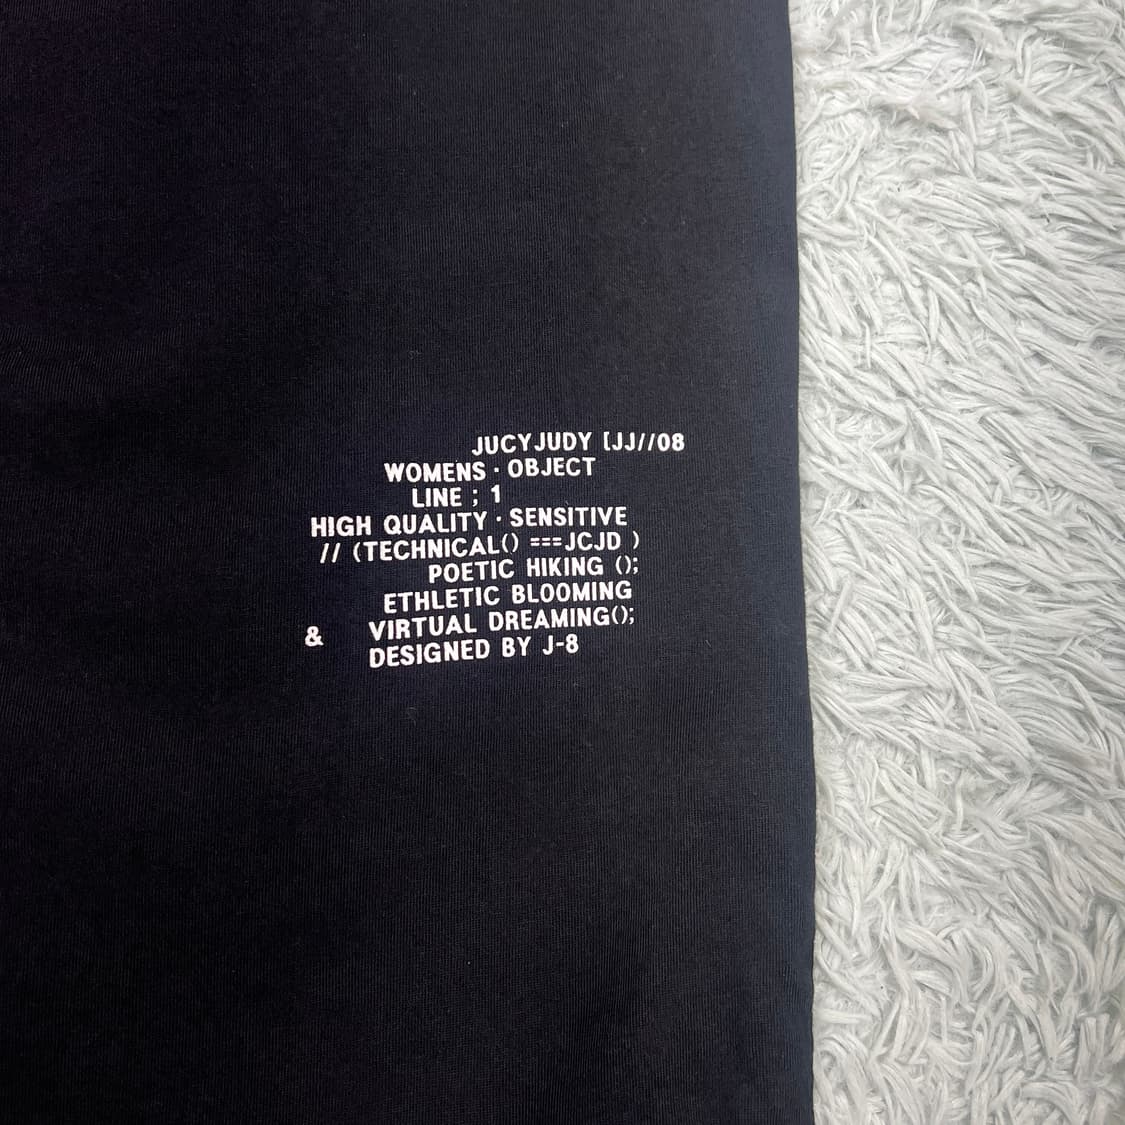 JUCYJUDY [JJ//08
WOMENS · OBJECT
LINE ; 1
HIGH QUALITY · SENSITIVE
// (TECHNICAL() ===JCJD )
POETIC HIKING ();
ETHLETIC BLOOMING
& VIRTUAL DREAMING();
DESIGNED BY J-8